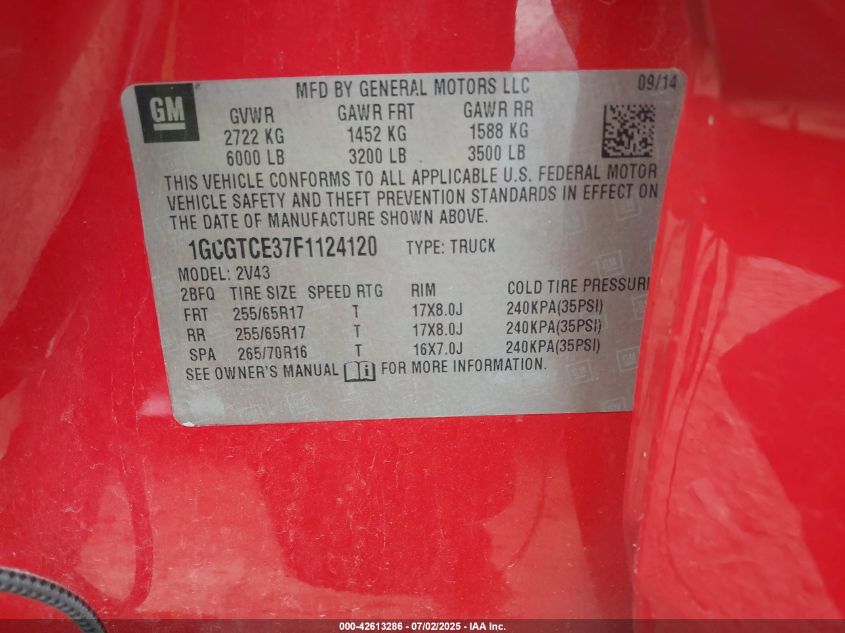 GM
MFD BY GENERAL MOTORS LLC 09/14
GVWR GAWR FRT GAWR RR
2722 KG 1452 KG 1588 KG
6000 LB 3200 LB 3500 LB
THIS VEHICLE CONFORMS TO ALL APPLICABLE U.S. FEDERAL MOTOR
VEHICLE SAFETY AND THEFT PREVENTION STANDARDS IN EFFECT ON
THE DATE OF MANUFACTURE SHOWN ABOVE.
1GCGTCE37F1124120 TYPE: TRUCK
MODEL: 2V43
2BFQ TIRE SIZE SPEED RTG RIM COLD TIRE PRESSUR
FRT 255/65R17 T 17X8.0J 240KPA(35PSI)
RR 255/65R17 T 17X8.0J 240KPA(35PSI)
SPA 265/70R16 T 16X7.0J 240KPA(35PSI)
SEE OWNER'S MANUAL i FOR MORE INFORMATION.
000-42613286 - 07/02/2025 - IAA Inc.